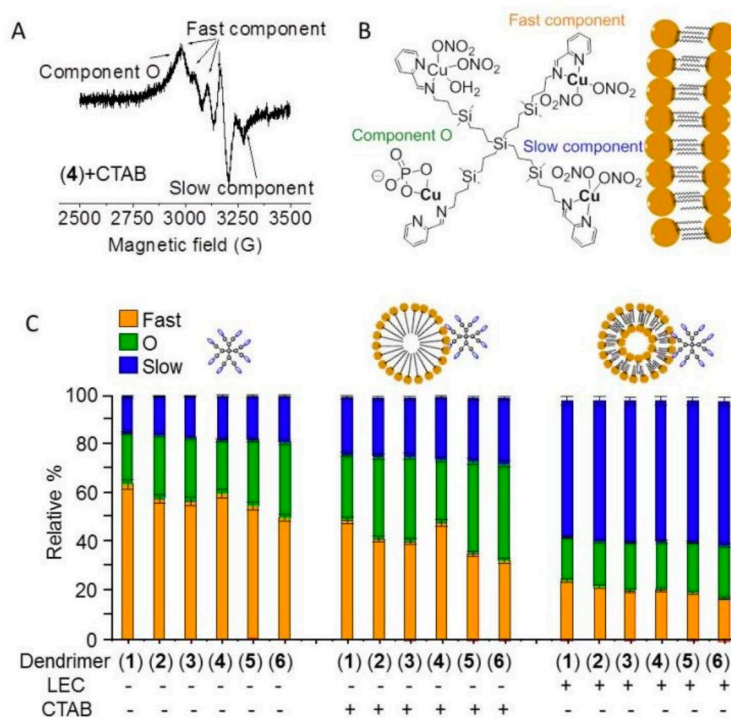 A
Component O
Fast component
(4)+CTAB
Slow component
2500 2750 3000 3250 3500
Magnetic field (G)
B
Fast component
ONO2
N Cu ONO2
N OH2
N ONO2
N Cu
ONO2 ONO2
Si Si
Component O
Si
Slow component
O
P O
⊖ O O
Cu
Si Si
ONO2 ONO2
Cu
N
N
N
N
C
Fast
O
Slow
Relative %
100
80
60
40
20
0
Dendrimer (1) (2) (3) (4) (5) (6) (1) (2) (3) (4) (5) (6) (1) (2) (3) (4) (5) (6)
LEC - - - - - - - - - - - - + + + + + +
CTAB - - - - - - + + + + + + - - - - - -